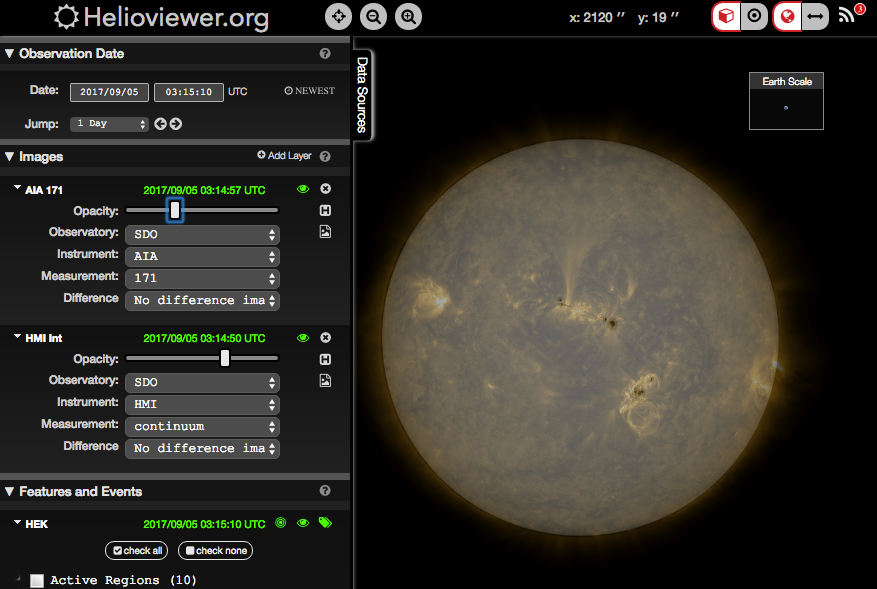 Helioviewer.org
x: 2120 ″ y: 19 ″
3
Observation Date
?
Date: 2017/09/05 03:15:10 UTC NEWEST
Jump: 1 Day
Images
Add Layer ?
AIA 171 2017/09/05 03:14:57 UTC
Opacity:
Observatory: SDO
Instrument: AIA
Measurement: 171
Difference No difference ima
HMI Int 2017/09/05 03:14:50 UTC
Opacity:
Observatory: SDO
Instrument: HMI
Measurement: continuum
Difference No difference ima
Features and Events ?
HEK 2017/09/05 03:15:10 UTC
check all check none
Active Regions (10)
Data Sources
Earth Scale